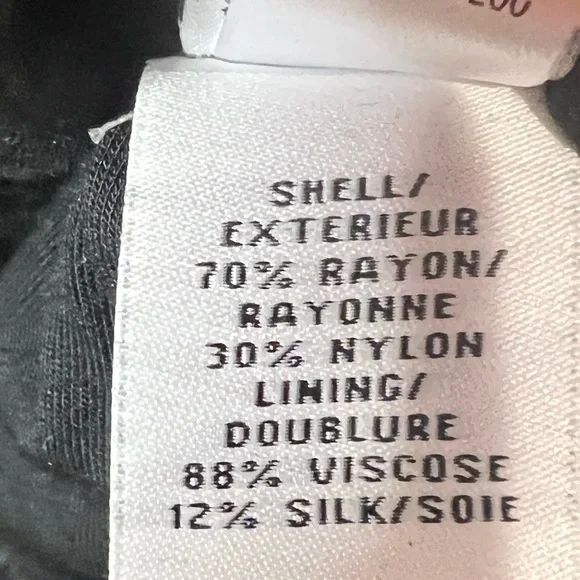 SHELL/
EXTERIEUR
70% RAYON/
RAYONNE
30% NYLON
LINING/
DOUBLURE
88% VISCOSE
12% SILK/SOIE